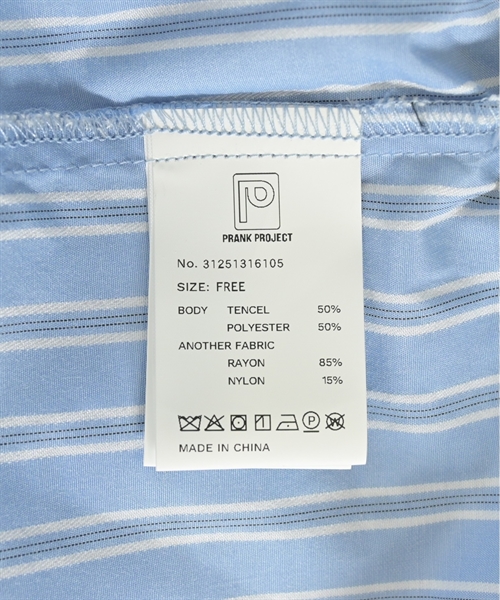 PRANK PROJECT
No. 31251316105
SIZE: FREE
BODY TENCEL 50%
POLYESTER 50%
ANOTHER FABRIC
RAYON 85%
NYLON 15%
MADE IN CHINA